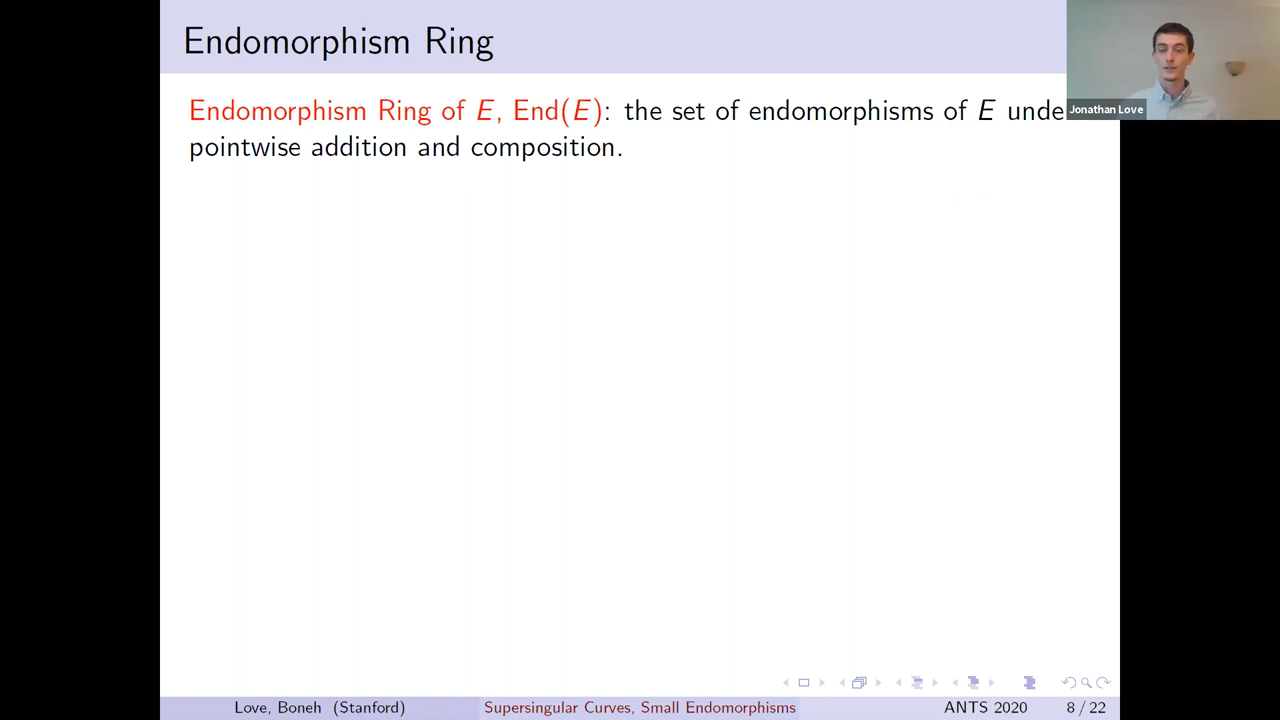 Endomorphism Ring
Jonathan Love
Endomorphism Ring of E, End(E): the set of endomorphisms of E unde
pointwise addition and composition.
Love, Boneh (Stanford) Supersingular Curves, Small Endomorphisms ANTS 2020 8 / 22